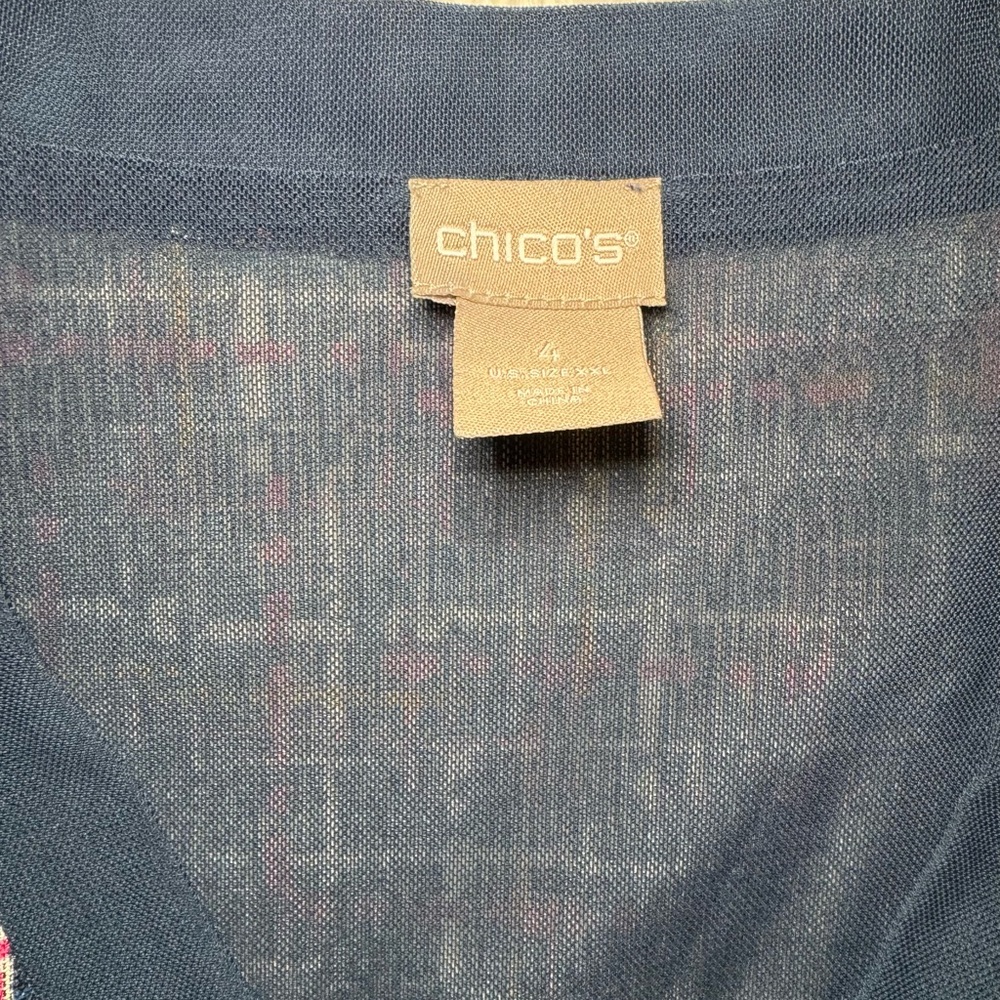 chico's®
4
U.S. SIZE XXL
MADE IN
CHINA